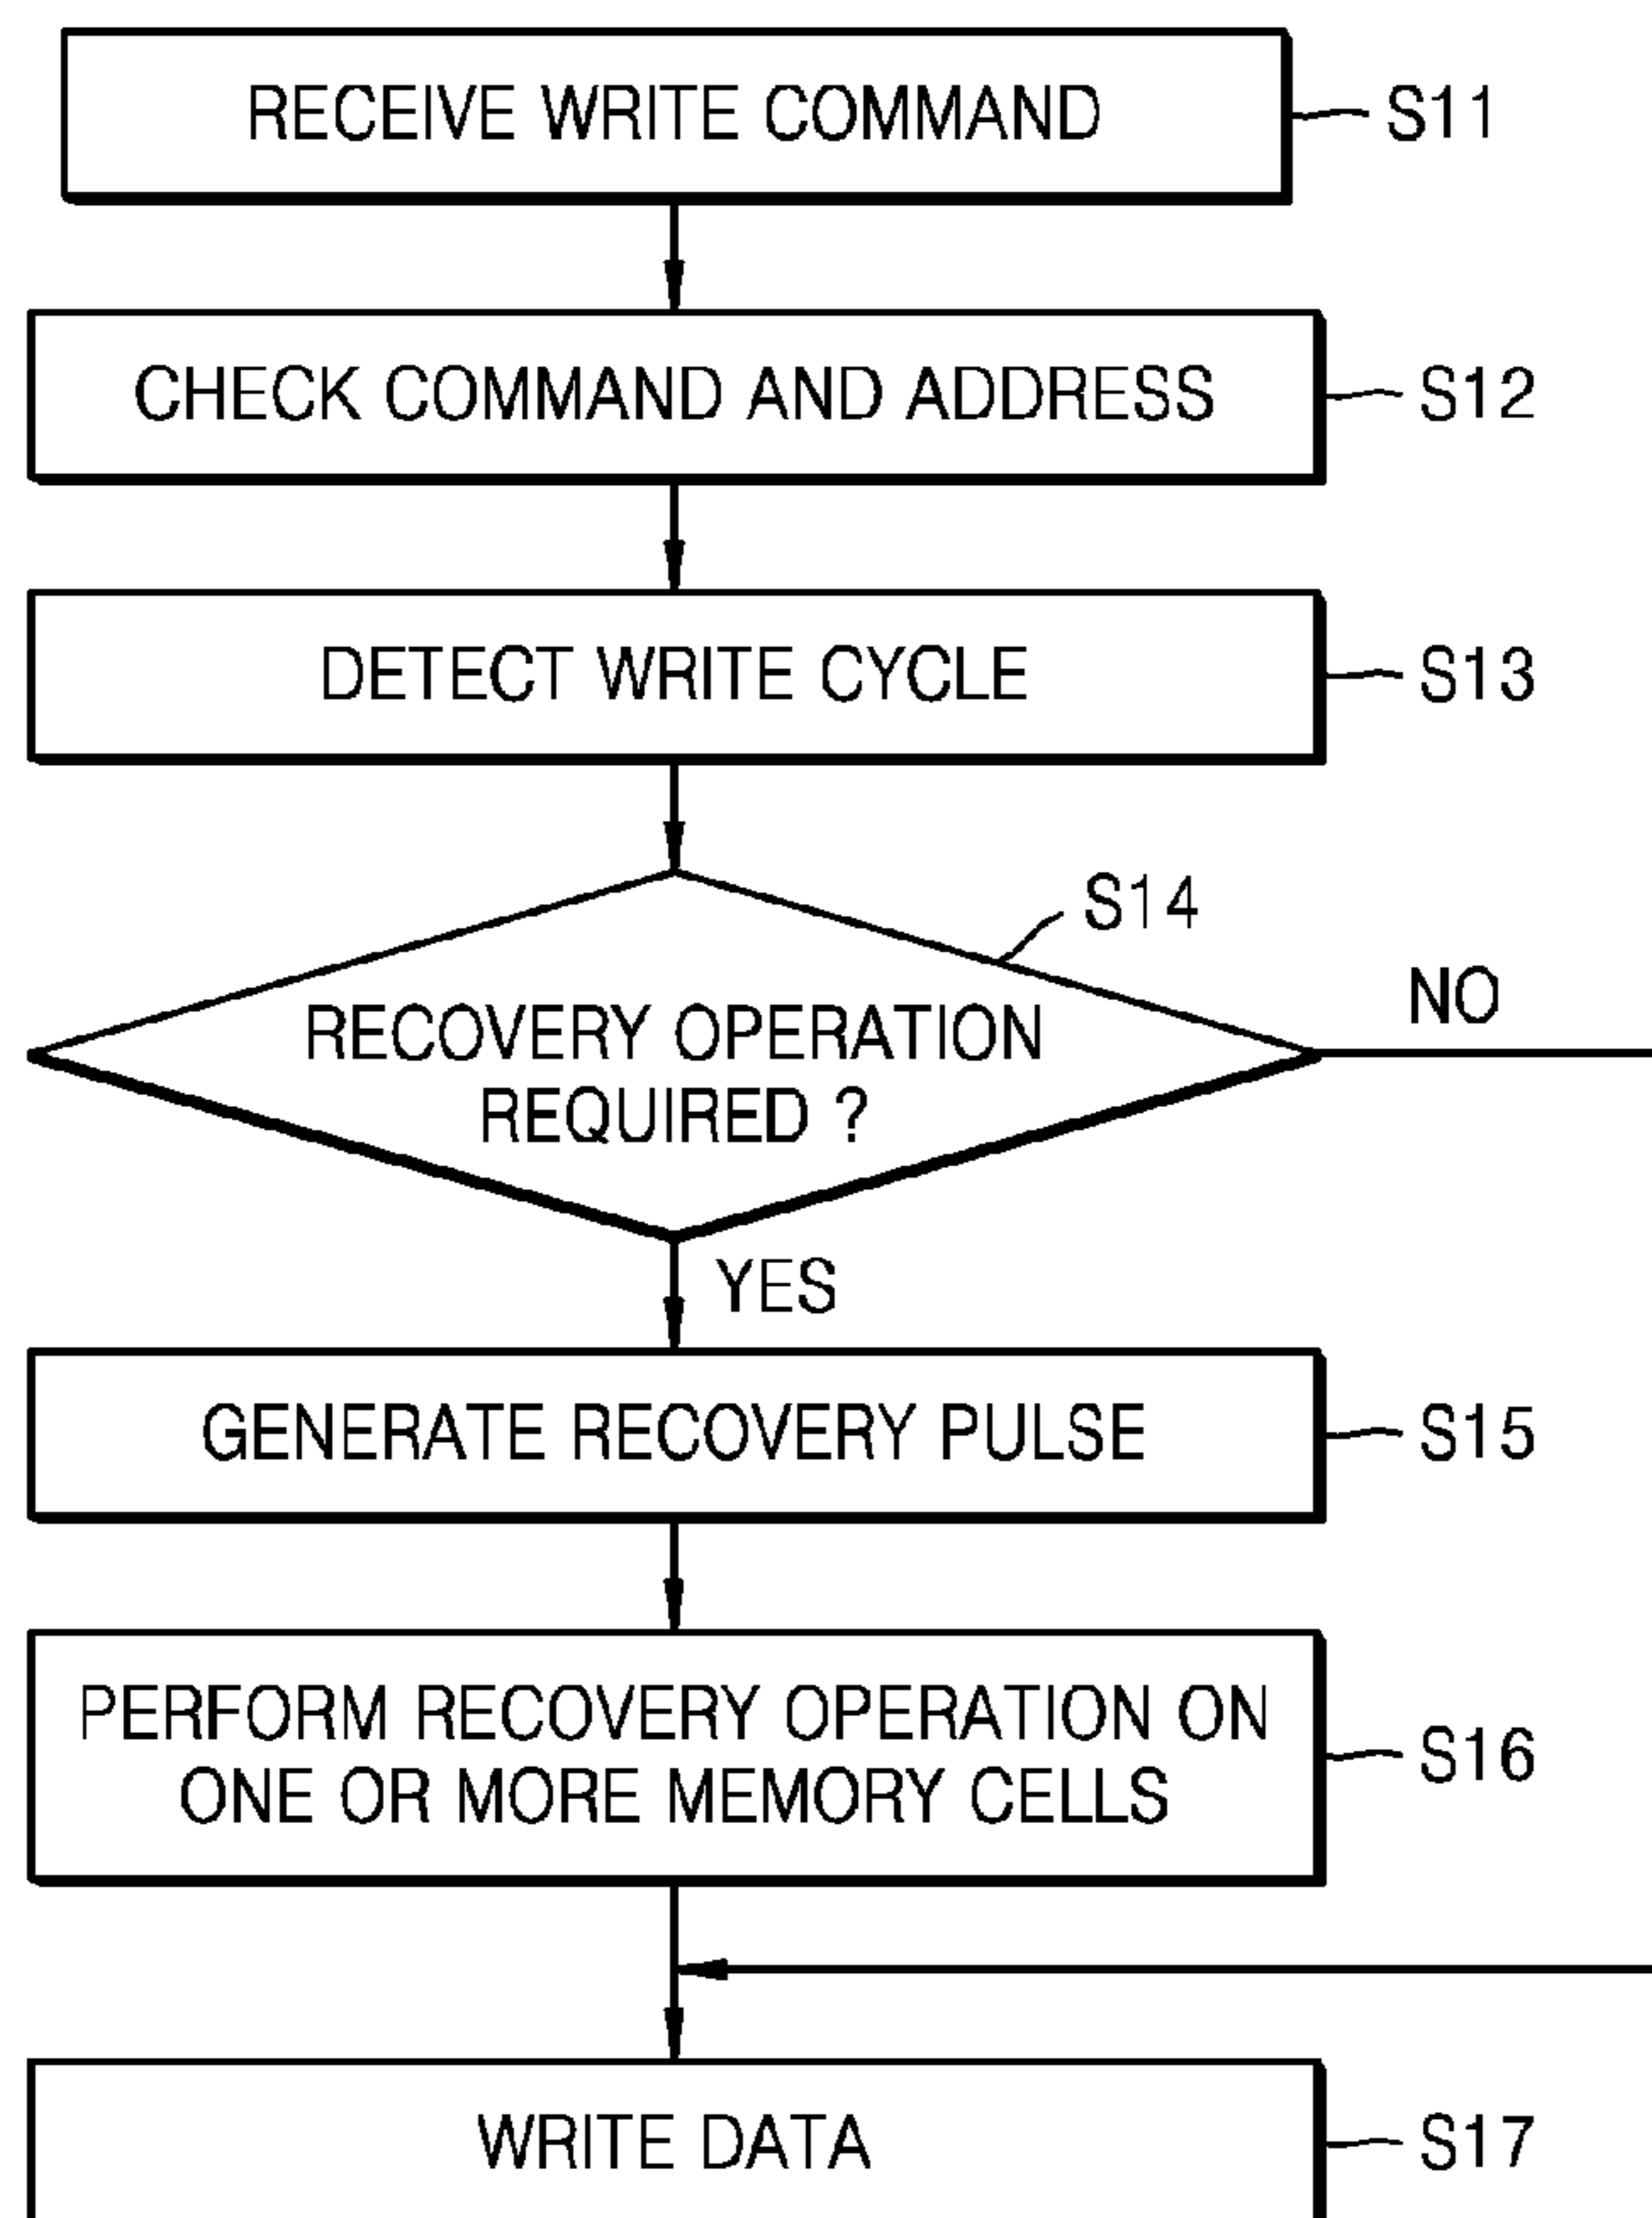 RECEIVE WRITE COMMAND
S11
CHECK COMMAND AND ADDRESS
S12
DETECT WRITE CYCLE
S13
S14
NO
RECOVERY OPERATION
REQUIRED ?
YES
GENERATE RECOVERY PULSE
S15
PERFORM RECOVERY OPERATION ON
ONE OR MORE MEMORY CELLS
S16
WRITE DATA
S17